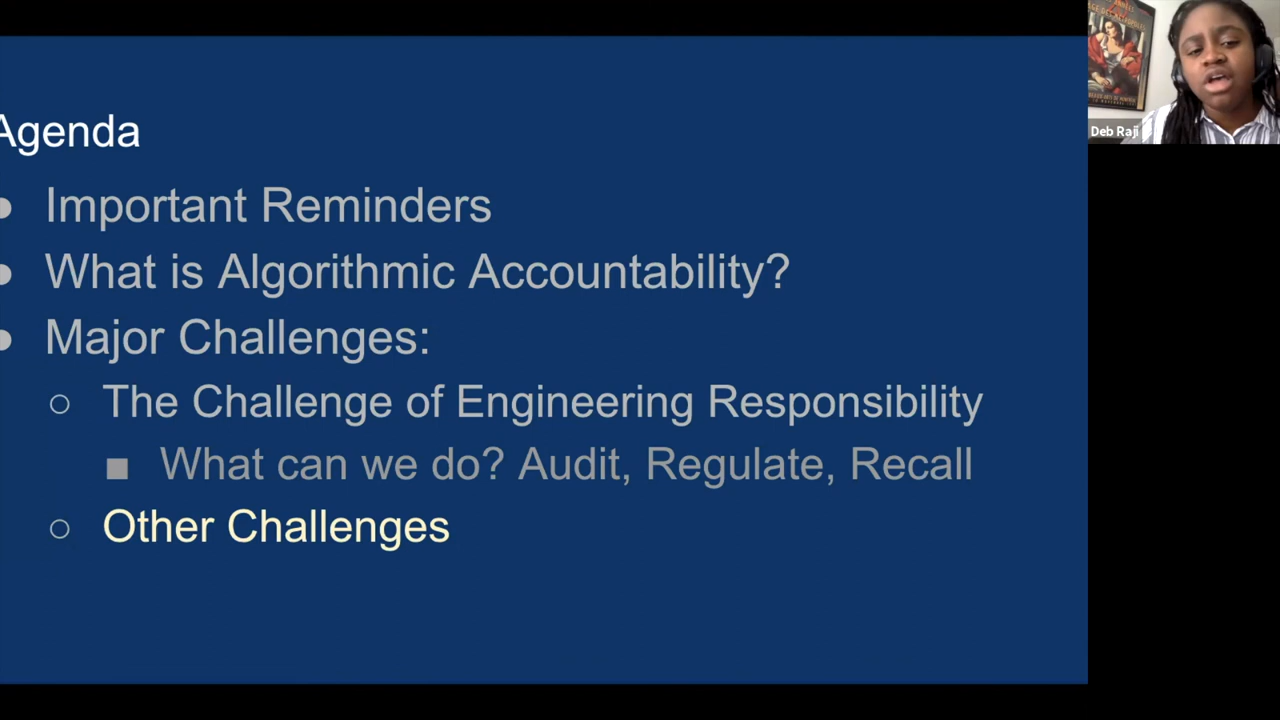 Agenda
● Important Reminders
● What is Algorithmic Accountability?
● Major Challenges:
○ The Challenge of Engineering Responsibility
■ What can we do? Audit, Regulate, Recall
○ Other Challenges
Deb Raji